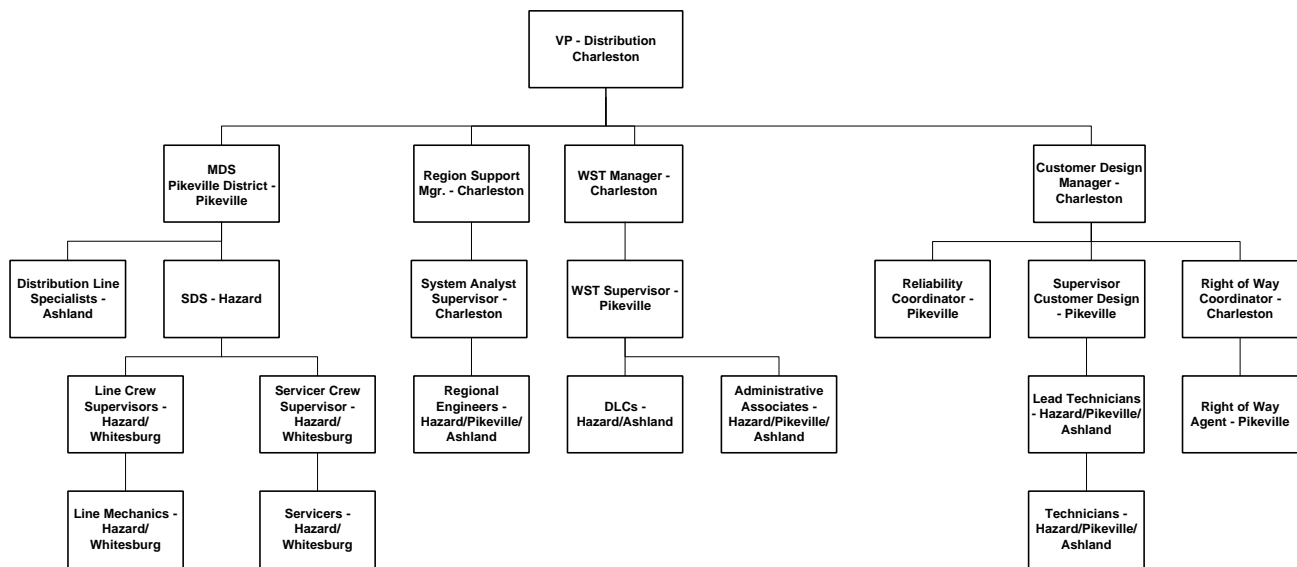 VP - Distribution
Charleston
MDS
Pikeville District -
Pikeville
Region Support
Mgr. - Charleston
WST Manager -
Charleston
Customer Design
Manager -
Charleston
Distribution Line
Specialists -
Ashland
SDS - Hazard
System Analyst
Supervisor -
Charleston
WST Supervisor -
Pikeville
Reliability
Coordinator -
Pikeville
Supervisor
Customer Design
- Pikeville
Right of Way
Coordinator -
Charleston
Line Crew
Supervisors -
Hazard/
Whitesburg
Servicer Crew
Supervisor -
Hazard/
Whitesburg
Regional
Engineers -
Hazard/Pikeville/
Ashland
DLCs -
Hazard/Ashland
Administrative
Associates -
Hazard/Pikeville/
Ashland
Lead Technicians
- Hazard/Pikeville/
Ashland
Right of Way
Agent - Pikeville
Line Mechanics -
Hazard/
Whitesburg
Servicers -
Hazard/
Whitesburg
Technicians -
Hazard/Pikeville/
Ashland